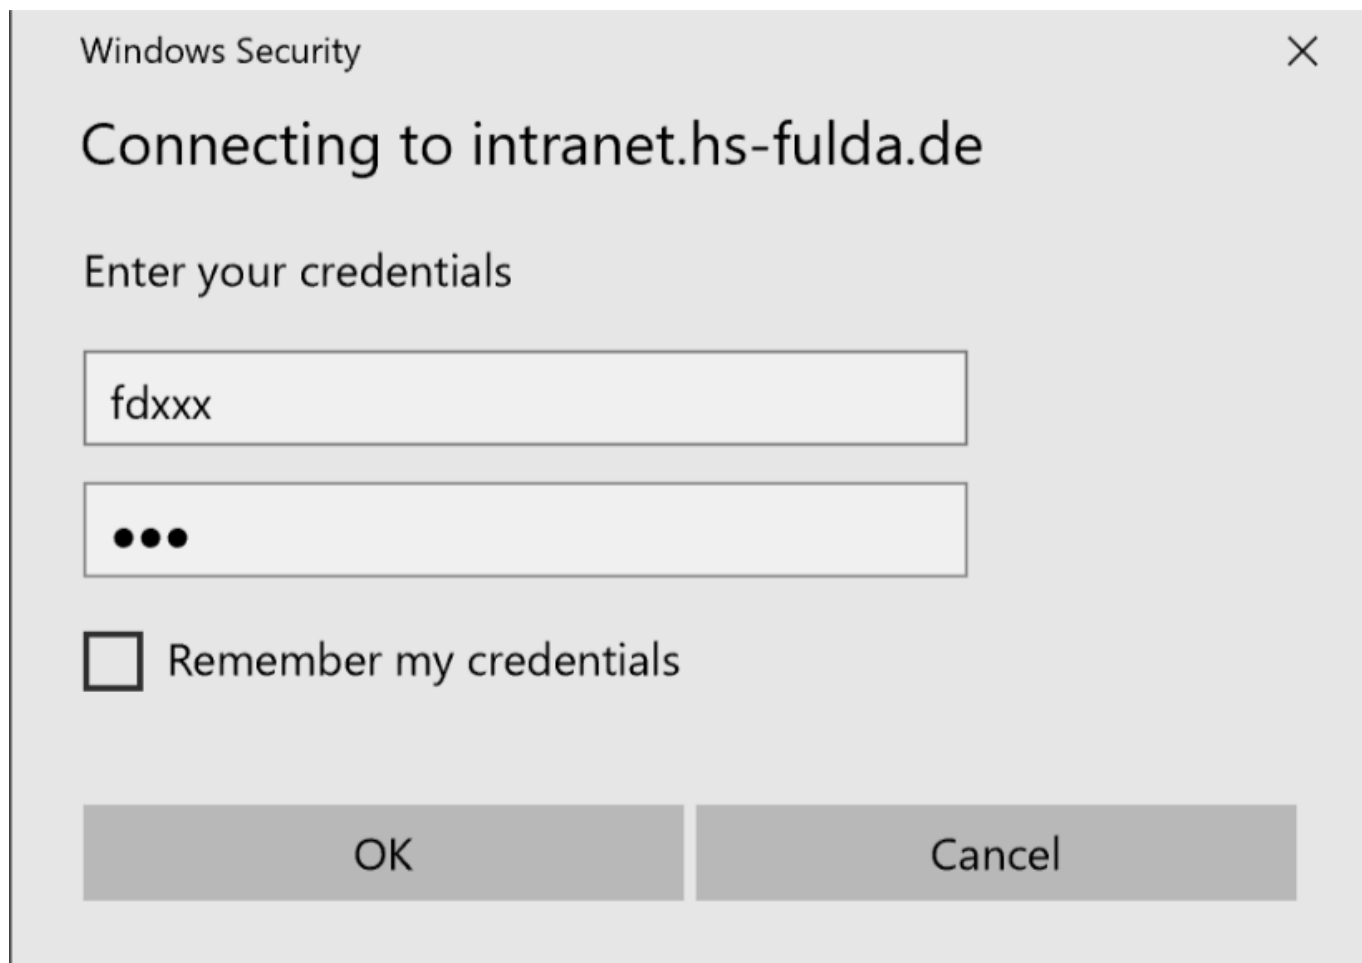 Windows Security
Connecting to intranet.hs-fulda.de
Enter your credentials
fdxxx
●●●
Remember my credentials
OK
Cancel